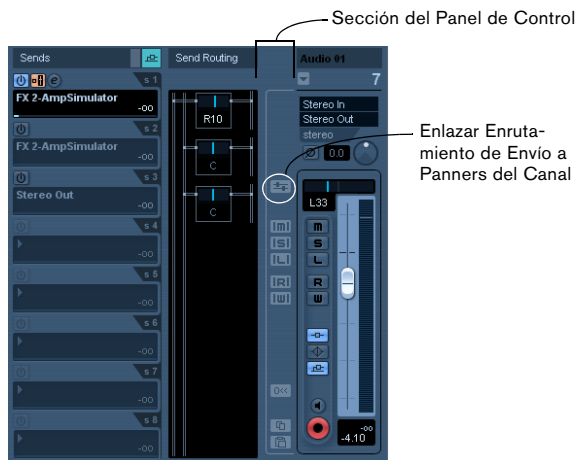 Sección del Panel de Control
Sends
Send Routing
Audio 01
e
s 1
7
FX 2-AmpSimulator
-oo
R10
Stereo In
Stereo Out
stereo
s 2
FX 2-AmpSimulator
-oo
C
0.0
Enlazar Enruta-
miento de Envío a
Panners del Canal
s 3
Stereo Out
-oo
C
L33
s 4
-oo
[M]
M
[S]
S
[L]
L
s 5
-oo
[R]
R
[W]
W
s 6
-oo
s 7
-oo
0<<
s 8
-oo
-oo
-4.10